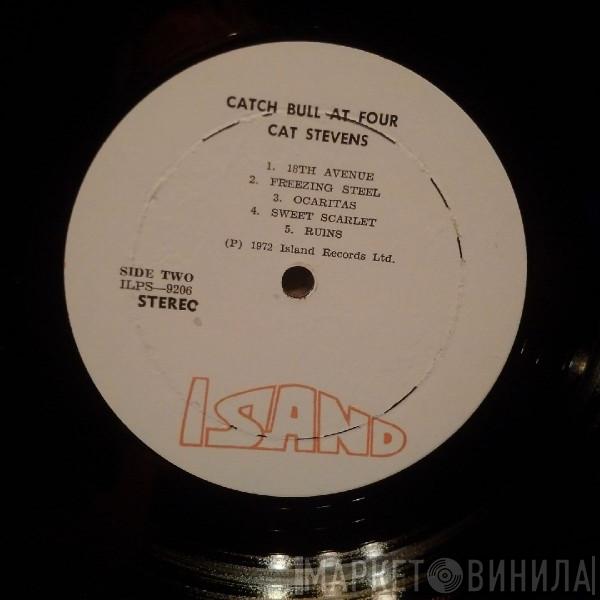 CATCH BULL AT FOUR
CAT STEVENS
1. 18TH AVENUE
2. FREEZING STEEL
3. OCARITAS
4. SWEET SCARLET
5. RUINS
(P) 1972 Island Records Ltd.
SIDE TWO
ILPS—9206
STEREO
ISLAND
МАРКЕТ ВИНИЛА